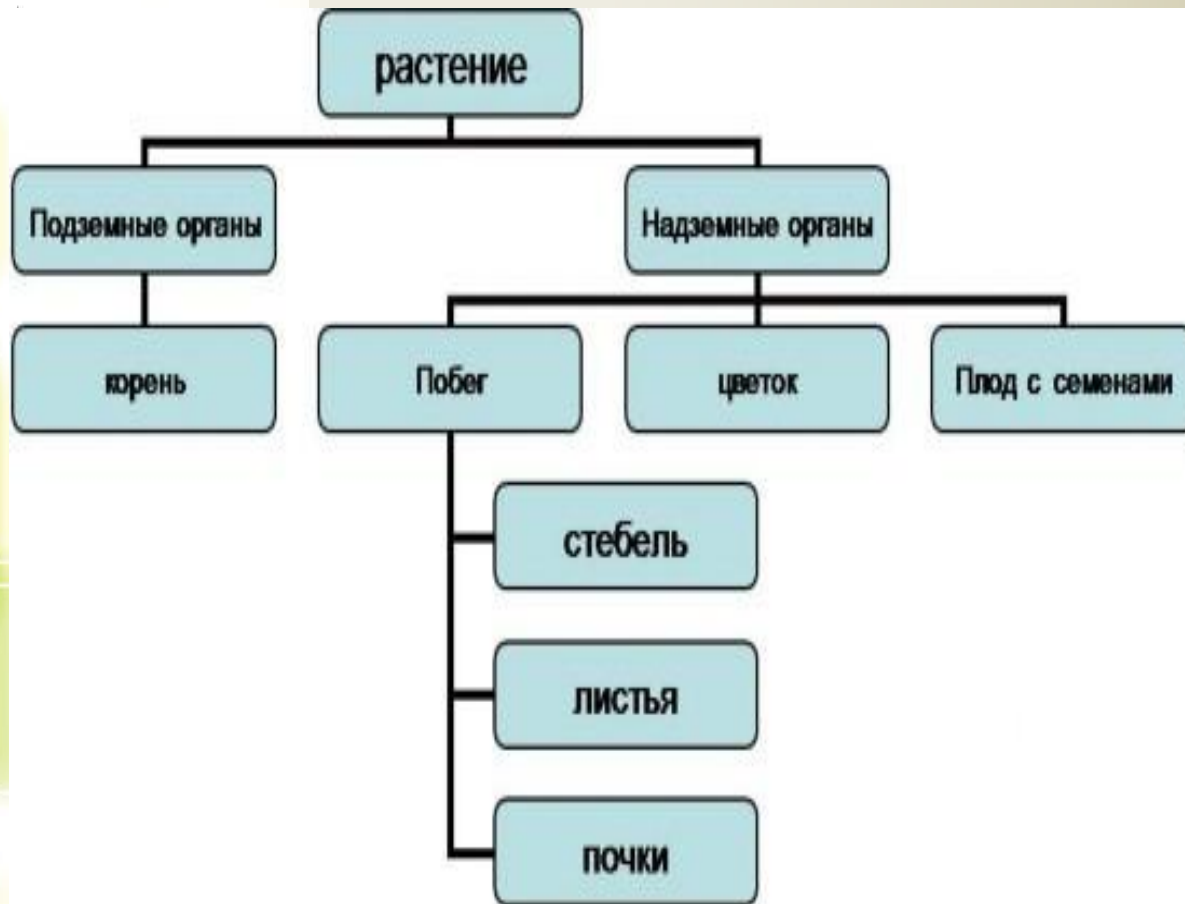 растение
Подземные органы
Надземные органы
корень
Побег
цветок
Плод с семенами
стебель
листья
почки